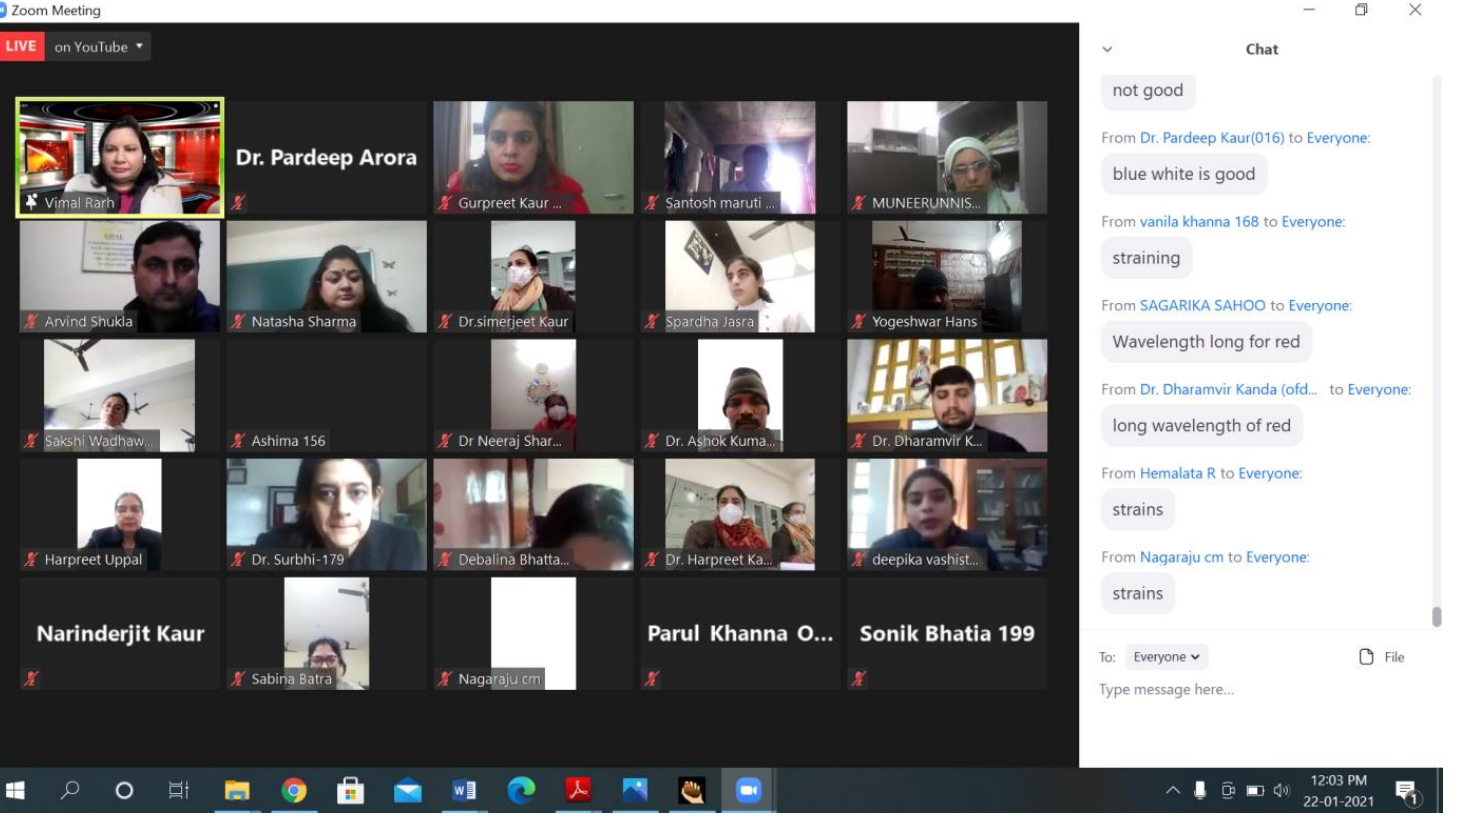 Zoom Meeting
LIVE on YouTube
Vimal Rarh
Dr. Pardeep Arora
Gurpreet Kaur ...
Santosh maruti ...
MUNEERUNNIS...
GOAL
Arvind Shukla
Natasha Sharma
Dr.simerjeet Kaur
Spardha Jasra
Yogeshwar Hans
Sakshi Wadhaw...
Ashima 156
Dr Neeraj Shar...
Dr. Ashok Kuma...
Dr. Dharamvir K...
Harpreet Uppal
Dr. Surbhi-179
Debalina Bhatta...
Dr. Harpreet Ka...
deepika vashist...
Narinderjit Kaur
Sabina Batra
Nagaraju cm
Parul Khanna O...
Sonik Bhatia 199
Chat
not good
From Dr. Pardeep Kaur(016) to Everyone:
blue white is good
From vanila khanna 168 to Everyone:
straining
From SAGARIKA SAHOO to Everyone:
Wavelength long for red
From Dr. Dharamvir Kanda (ofd... to Everyone:
long wavelength of red
From Hemalata R to Everyone:
strains
From Nagaraju cm to Everyone:
strains
To: Everyone File
Type message here...
12:03 PM
22-01-2021
1